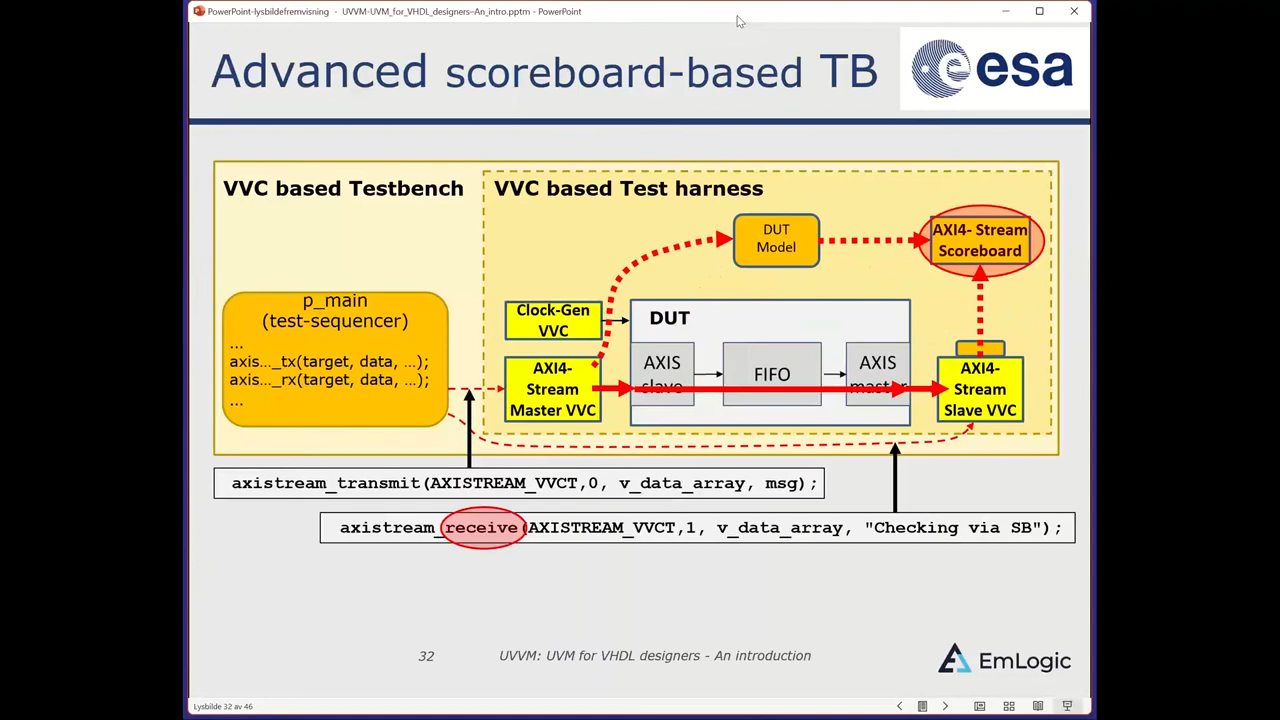 PowerPoint-lysbildefremvisning - UVVM-UVM_for_VHDL_designers–An_intro.pptm - PowerPoint
Advanced scoreboard-based TB
esa
VVC based Testbench
VVC based Test harness
DUT
Model
AXI4- Stream
Scoreboard
p_main
(test-sequencer)
...
axis..._tx(target, data, ...);
axis..._rx(target, data, ...);
...
Clock-Gen
VVC
AXI4-
Stream
Master VVC
DUT
AXIS
slave
FIFO
AXIS
master
AXI4-
Stream
Slave VVC
axistream_transmit(AXISTREAM_VVCT,0, v_data_array, msg);
axistream_receive(AXISTREAM_VVCT,1, v_data_array, "Checking via SB");
32
UVVM: UVM for VHDL designers - An introduction
EmLogic
Lysbilde 32 av 46